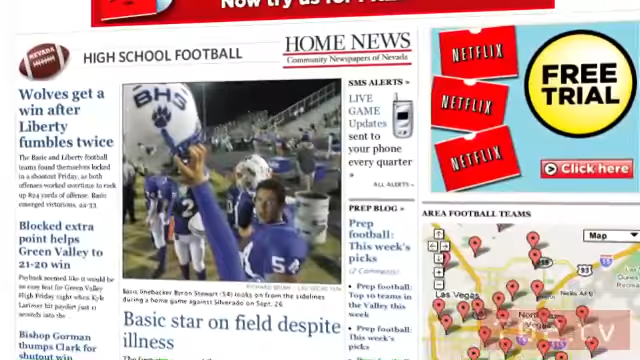 Now try us for
NEVADA
HIGH SCHOOL FOOTBALL
HOME NEWS
Community Newspapers of Nevada
Wolves get a
win after
Liberty
fumbles twice
The Basic and Liberty football
teams found themselves locked
in a shootout Friday, as both
offenses worked overtime to rack
up 824 yards of offense. Basic
emerged victorious, 44-33.
Blocked extra
point helps
Green Valley to
21-20 win
Payback seemed like it would be
an easy feat for Green Valley
High Friday night when Kyle
Larimer hit paydirt just 11
seconds into the
Bishop Gorman
thumps Clark for
shutout win
BHS
54
Basic linebacker Byron Stewart (54) looks on from the sidelines
during a home game against Silverado on Sept. 26
Basic star on field despite
illness
SMS ALERTS »
LIVE
GAME
Updates
sent to
your phone
every quarter
»
ALL ALERTS »
PREP BLOG »
Prep
football:
This week's
picks
(2 Comments)
• Prep football:
Top 10 teams in
the Valley this
week
• Prep football:
This week's
picks
NETFLIX
NETFLIX
NETFLIX
FREE
TRIAL
Click here
AREA FOOTBALL TEAMS
Map
Las Vegas
93
Nellis AFB
North
Vegas